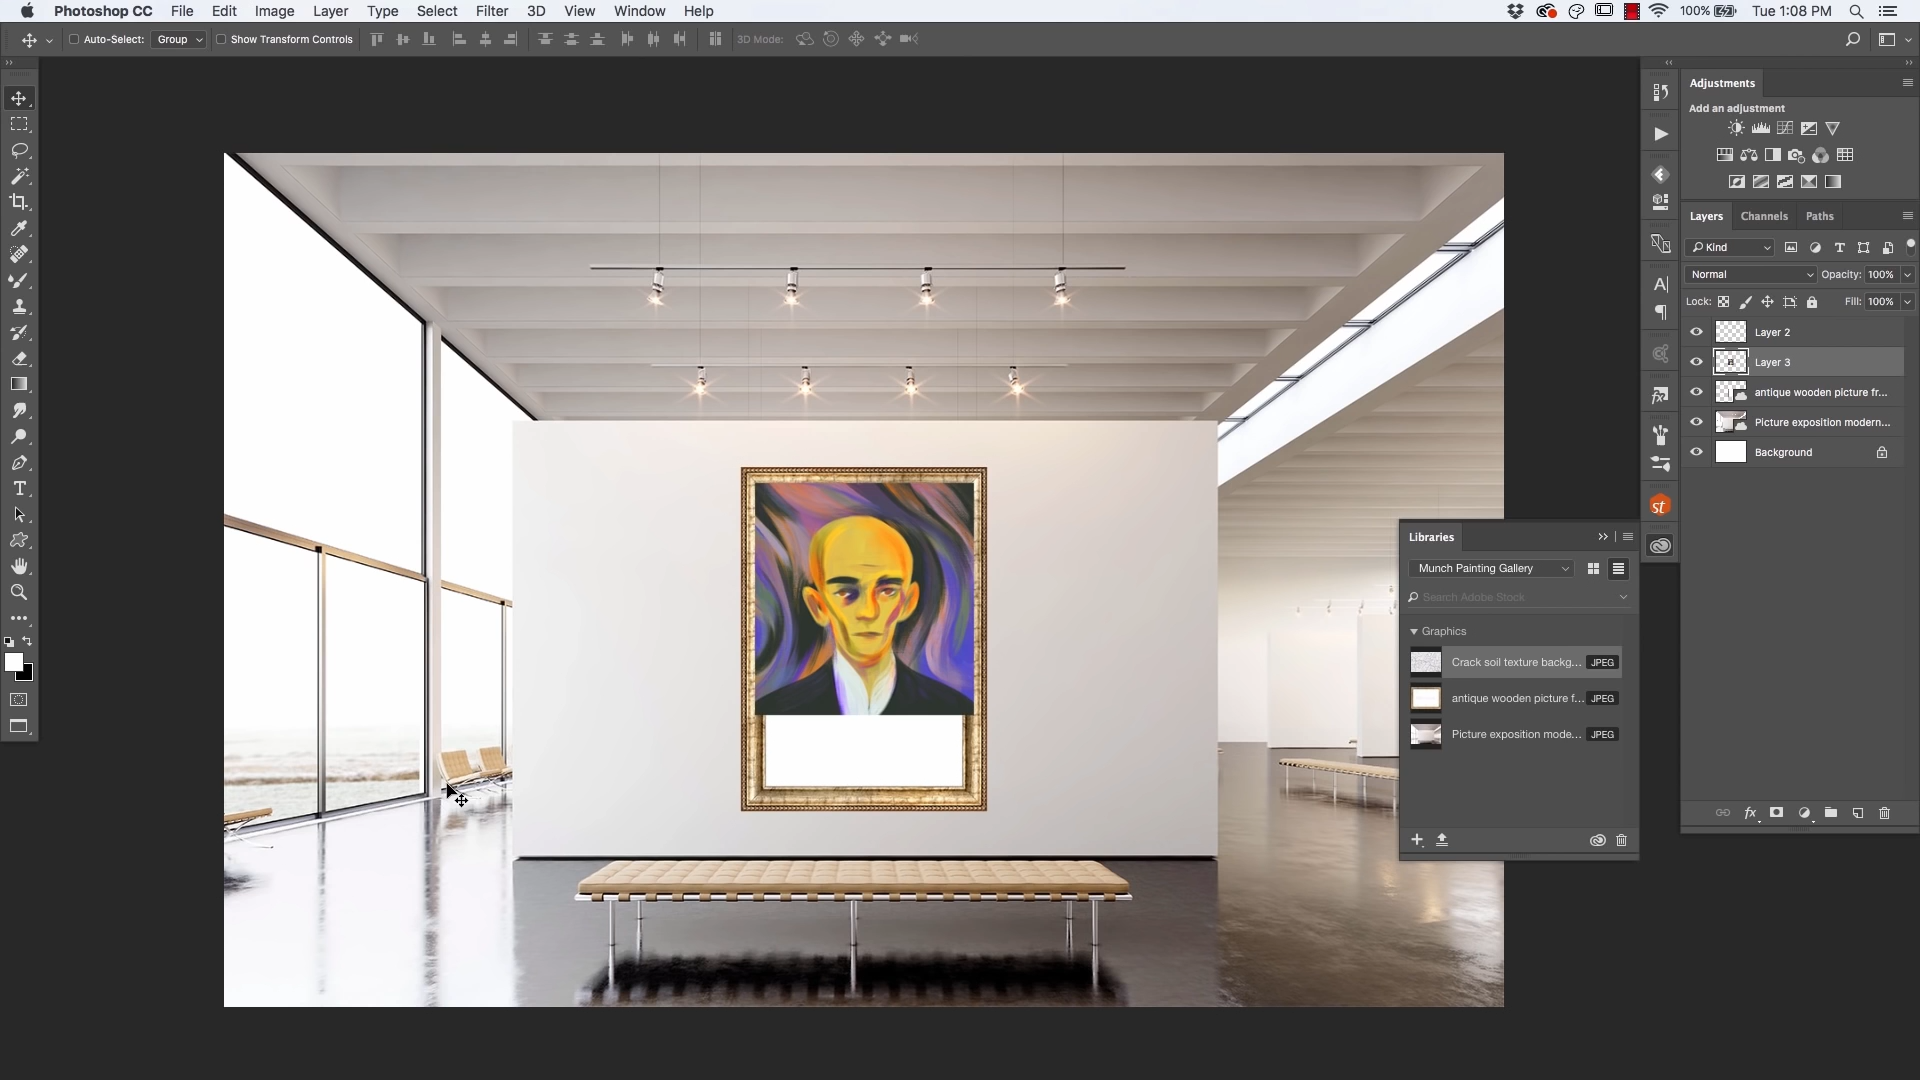 Photoshop CC File Edit Image Layer Type Select Filter 3D View Window Help 100% Tue 1:08 PM
Auto-Select: Group Show Transform Controls 3D Mode:
Adjustments
Add an adjustment
Layers Channels Paths
Kind
Normal Opacity: 100%
Lock: Fill: 100%
Layer 2
Layer 3
antique wooden picture fr...
Picture exposition modern...
Background
Libraries
Munch Painting Gallery
Search Adobe Stock
Graphics
Crack soil texture backg... JPEG
antique wooden picture f... JPEG
Picture exposition mode... JPEG
st
fx
fx